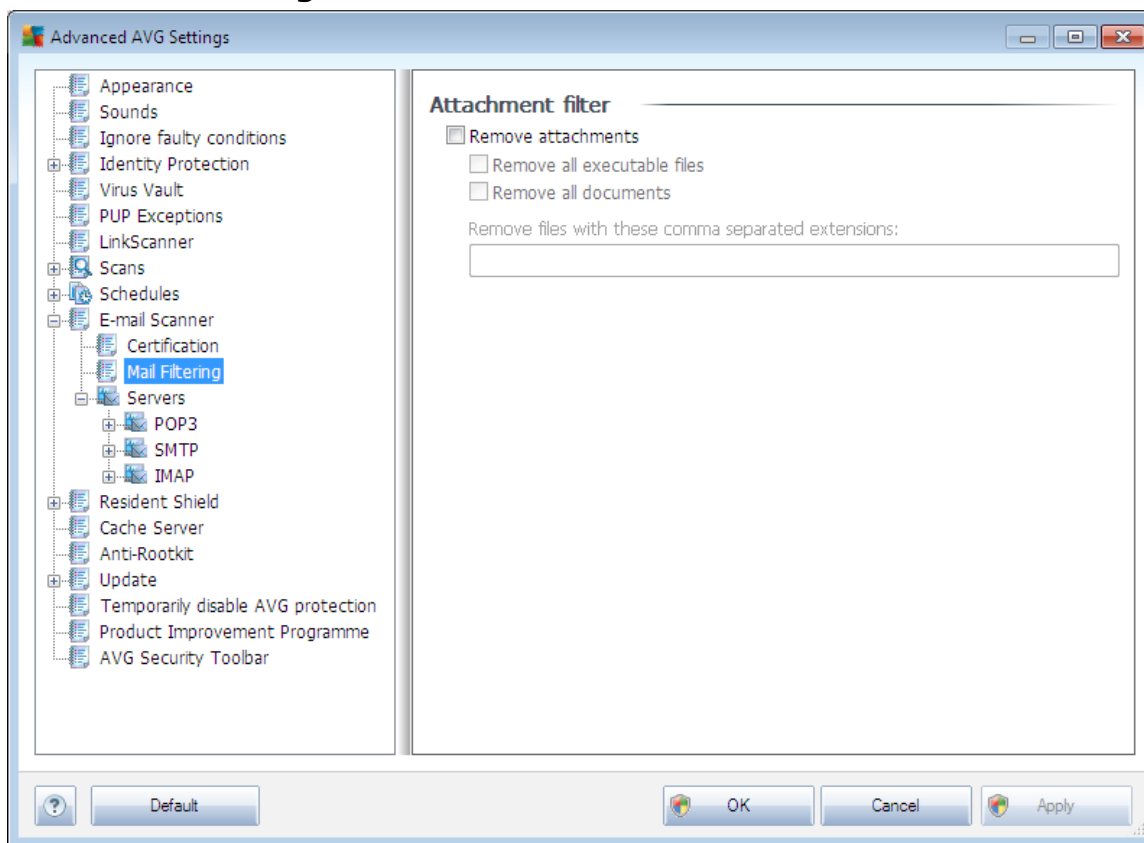 Advanced AVG Settings
Appearance
Sounds
Ignore faulty conditions
Identity Protection
Virus Vault
PUP Exceptions
LinkScanner
Scans
Schedules
E-mail Scanner
Certification
Mail Filtering
Servers
POP3
SMTP
IMAP
Resident Shield
Cache Server
Anti-Rootkit
Update
Temporarily disable AVG protection
Product Improvement Programme
AVG Security Toolbar
Attachment filter
Remove attachments
Remove all executable files
Remove all documents
Remove files with these comma separated extensions:
?
Default
OK
Cancel
Apply